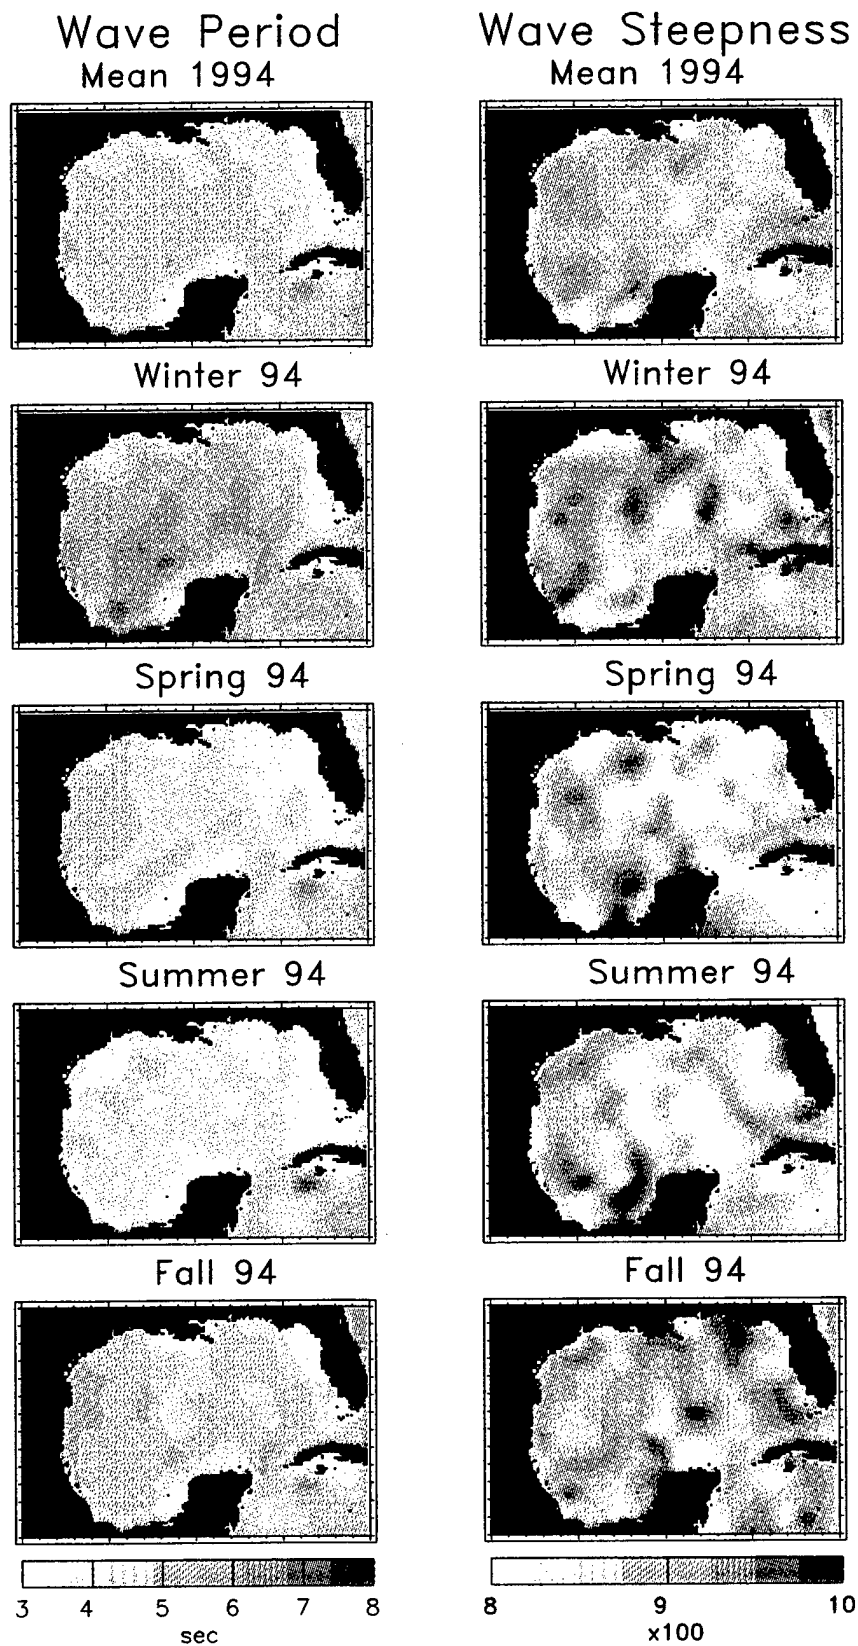 Wave Period
Mean 1994
Winter 94
Spring 94
Summer 94
Fall 94
3 4 5 6 7 8
sec
Wave Steepness
Mean 1994
Winter 94
Spring 94
Summer 94
Fall 94
8 9 10
x100